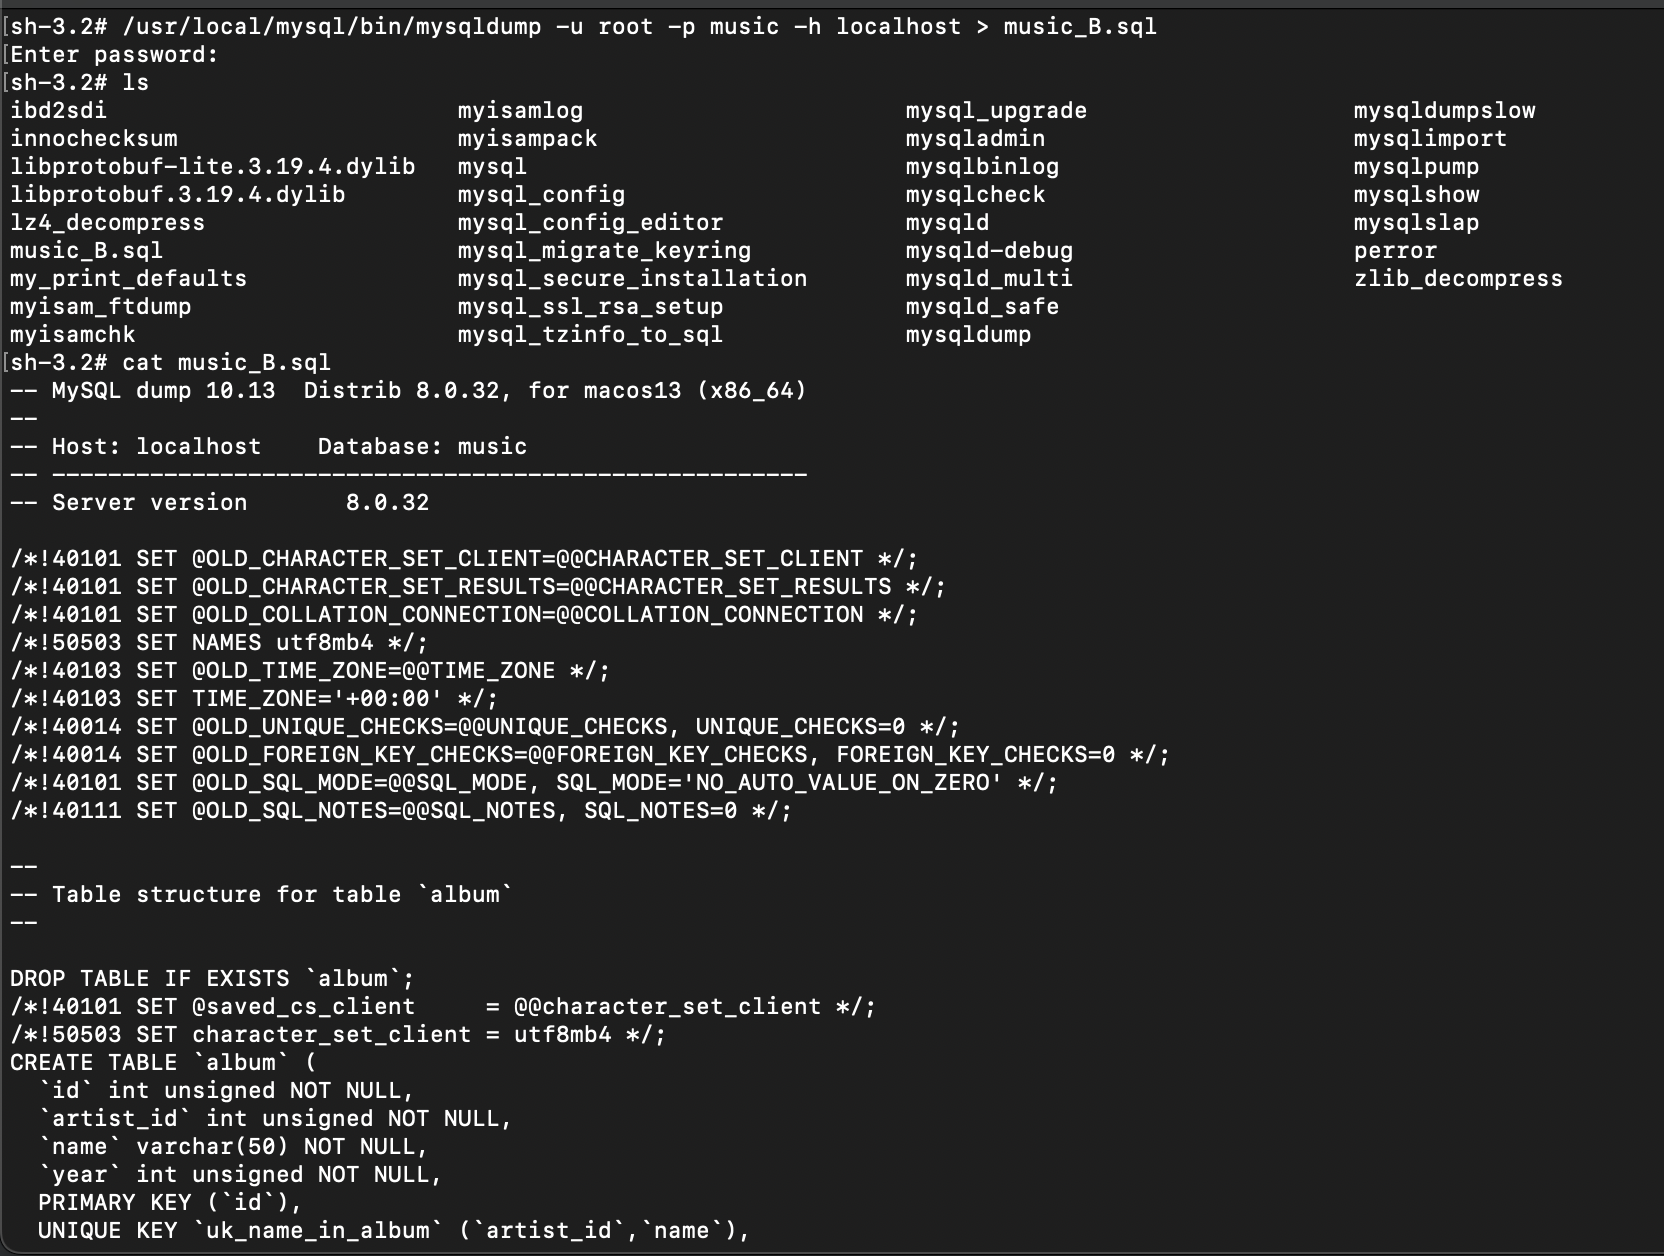 [sh-3.2# /usr/local/mysql/bin/mysqldump -u root -p music -h localhost > music_B.sql
[Enter password:
[sh-3.2# ls
ibd2sdi                         myisamlog                       mysql_upgrade                   mysqldumpslow
innochecksum                    myisampack                      mysqladmin                      mysqlimport
libprotobuf-lite.3.19.4.dylib   mysql                           mysqlbinlog                     mysqlpump
libprotobuf.3.19.4.dylib        mysql_config                    mysqlcheck                      mysqlshow
lz4_decompress                  mysql_config_editor             mysqld                          mysqlslap
music_B.sql                     mysql_migrate_keyring           mysqld-debug                    perror
my_print_defaults               mysql_secure_installation       mysqld_multi                    zlib_decompress
myisam_ftdump                   mysql_ssl_rsa_setup             mysqld_safe
myisamchk                       mysql_tzinfo_to_sql             mysqldump
[sh-3.2# cat music_B.sql
-- MySQL dump 10.13  Distrib 8.0.32, for macos13 (x86_64)
--
-- Host: localhost    Database: music
-- ------------------------------------------------------
-- Server version       8.0.32

/*!40101 SET @OLD_CHARACTER_SET_CLIENT=@@CHARACTER_SET_CLIENT */;
/*!40101 SET @OLD_CHARACTER_SET_RESULTS=@@CHARACTER_SET_RESULTS */;
/*!40101 SET @OLD_COLLATION_CONNECTION=@@COLLATION_CONNECTION */;
/*!50503 SET NAMES utf8mb4 */;
/*!40103 SET @OLD_TIME_ZONE=@@TIME_ZONE */;
/*!40103 SET TIME_ZONE='+00:00' */;
/*!40014 SET @OLD_UNIQUE_CHECKS=@@UNIQUE_CHECKS, UNIQUE_CHECKS=0 */;
/*!40014 SET @OLD_FOREIGN_KEY_CHECKS=@@FOREIGN_KEY_CHECKS, FOREIGN_KEY_CHECKS=0 */;
/*!40101 SET @OLD_SQL_MODE=@@SQL_MODE, SQL_MODE='NO_AUTO_VALUE_ON_ZERO' */;
/*!40111 SET @OLD_SQL_NOTES=@@SQL_NOTES, SQL_NOTES=0 */;

--
-- Table structure for table `album`
--

DROP TABLE IF EXISTS `album`;
/*!40101 SET @saved_cs_client     = @@character_set_client */;
/*!50503 SET character_set_client = utf8mb4 */;
CREATE TABLE `album` (
  `id` int unsigned NOT NULL,
  `artist_id` int unsigned NOT NULL,
  `name` varchar(50) NOT NULL,
  `year` int unsigned NOT NULL,
  PRIMARY KEY (`id`),
  UNIQUE KEY `uk_name_in_album` (`artist_id`,`name`),